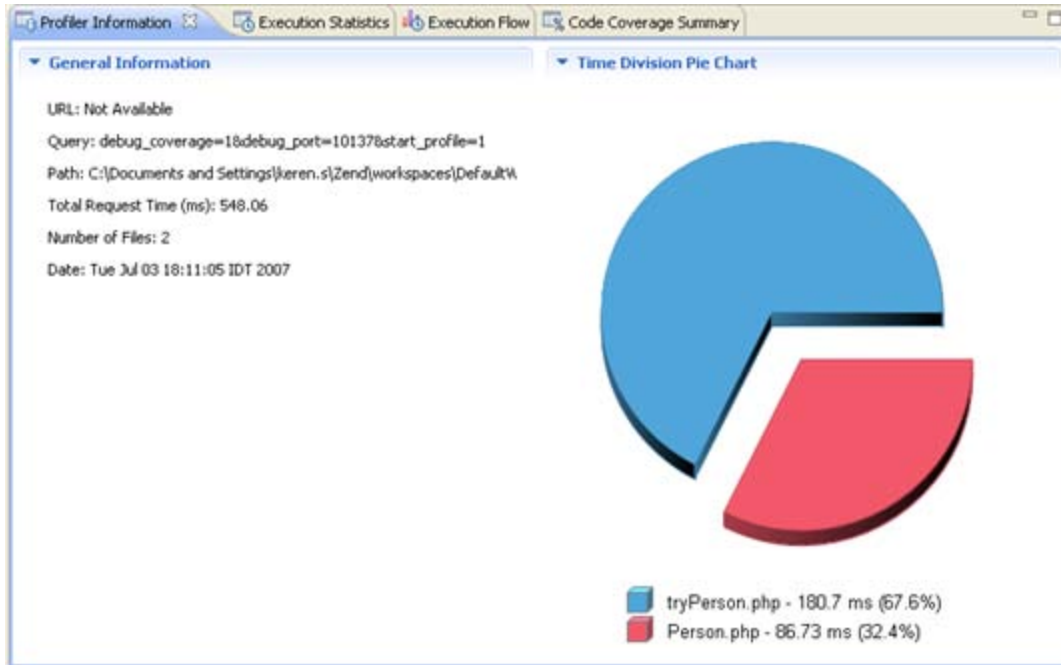 Profiler Information Execution Statistics Execution Flow Code Coverage Summary
General Information
URL: Not Available
Query: debug_coverage=1&debug_port=10137&start_profile=1
Path: C:\Documents and Settings\keren.s\Zend\workspaces\Default\
Total Request Time (ms): 548.06
Number of Files: 2
Date: Tue Jul 03 18:11:05 IDT 2007
Time Division Pie Chart
tryPerson.php - 180.7 ms (67.6%)
Person.php - 86.73 ms (32.4%)